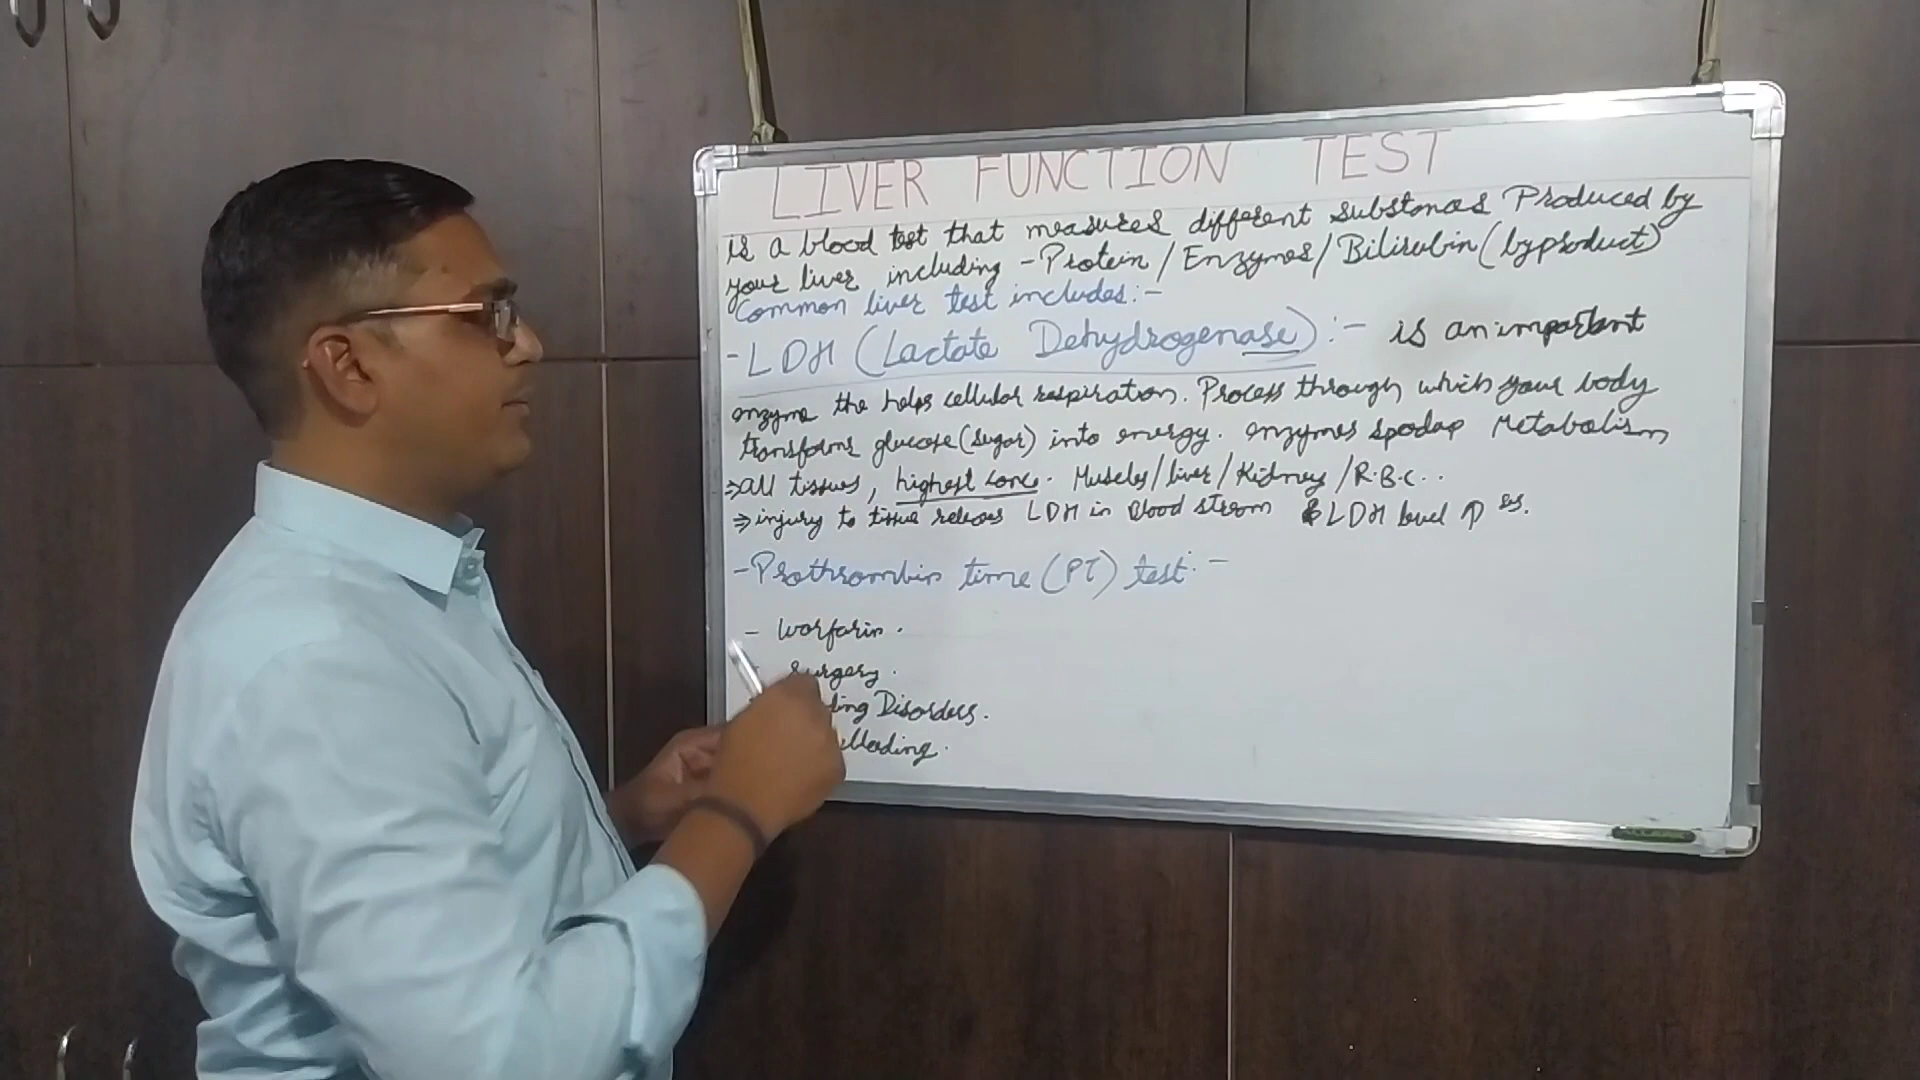 LIVER FUNCTION TEST
is a blood test that measures different substances Produced by
your liver including - Protein / Enzymes / Bilirubin (byproduct)
Common liver test includes:-
- LDH (Lactate Dehydrogenase) :- is an important
enzyme the helps cellular respiration. Process through which your body
transforms glucose (sugar) into energy. enzymes Metabolism
⇒ all tissues, highest conc. Muscles / liver / Kidney / R.B.C..
⇒ injury to tissue releases LDH in blood stream & LDH level ↑ es.
- Prothrombin time (PT) test:-
- Warfarin.
- Surgery.
ding Disorders.
bleeding.